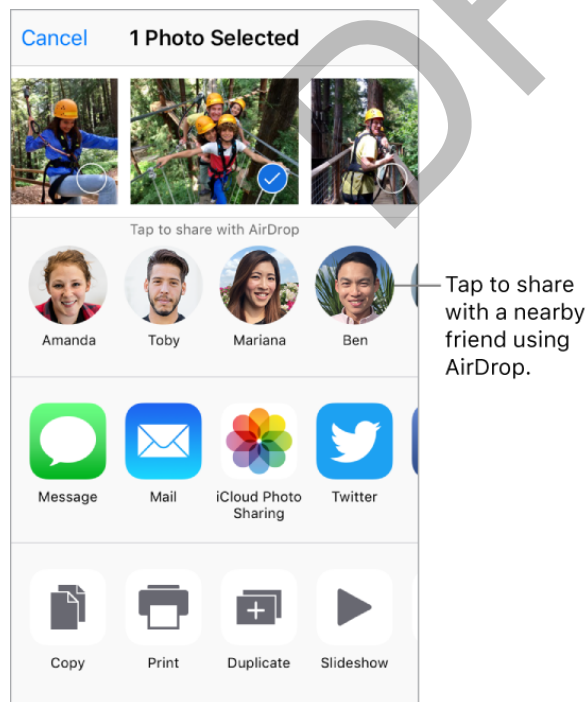 Cancel 1 Photo Selected
Tap to share with AirDrop
Amanda Toby Mariana Ben
Tap to share
with a nearby
friend using
AirDrop.
Message Mail iCloud Photo
Sharing
Twitter
Copy Print Duplicate Slideshow